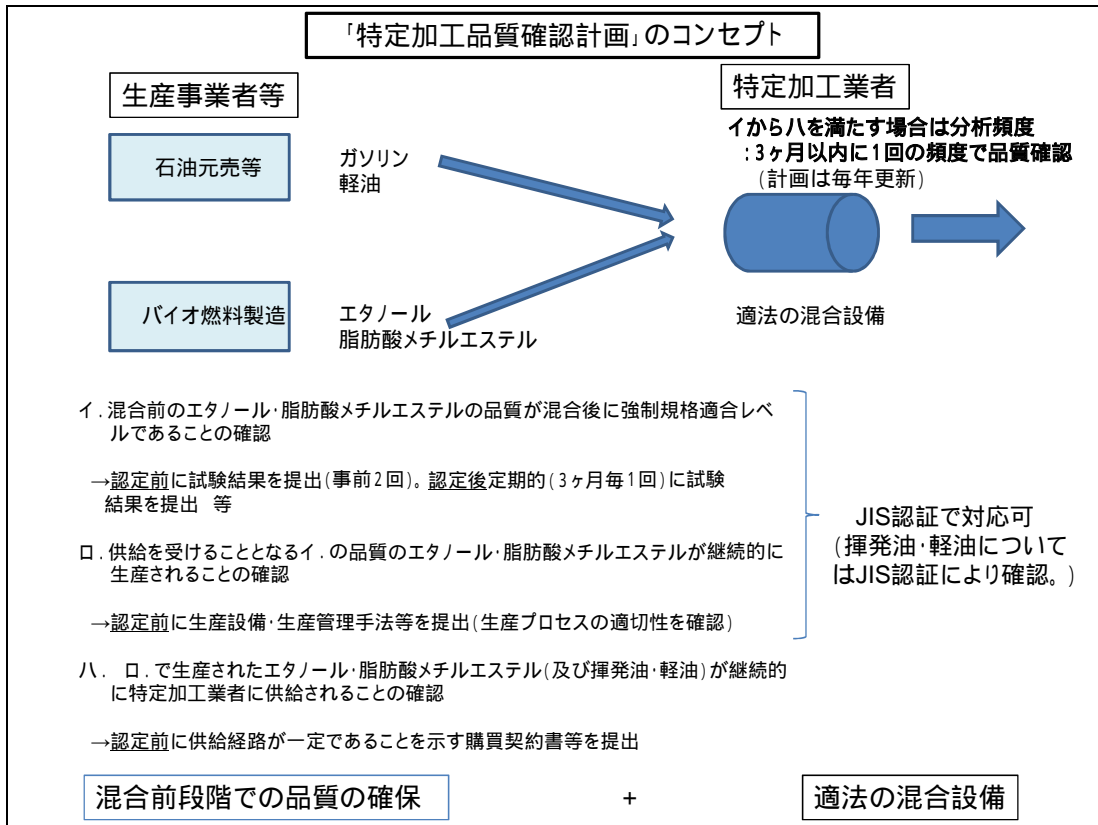 「特定加工品質確認計画」のコンセプト
生産事業者等
特定加工業者
イからハを満たす場合は分析頻度
:3ヶ月以内に1回の頻度で品質確認
(計画は毎年更新)
石油元売等
ガソリン
軽油
バイオ燃料製造
エタノール
脂肪酸メチルエステル
適法の混合設備
イ.混合前のエタノール・脂肪酸メチルエステルの品質が混合後に強制規格適合レベ
ルであることの確認
→認定前に試験結果を提出(事前2回)。認定後定期的(3ヶ月毎1回)に試験
結果を提出 等
ロ.供給を受けることとなるイ.の品質のエタノール・脂肪酸メチルエステルが継続的に
生産されることの確認
→認定前に生産設備・生産管理手法等を提出(生産プロセスの適切性を確認)
ハ. ロ.で生産されたエタノール・脂肪酸メチルエステル(及び揮発油・軽油)が継続的
に特定加工業者に供給されることの確認
→認定前に供給経路が一定であることを示す購買契約書等を提出
JIS認証で対応可
(揮発油・軽油について
はJIS認証により確認。)
混合前段階での品質の確保
+
適法の混合設備